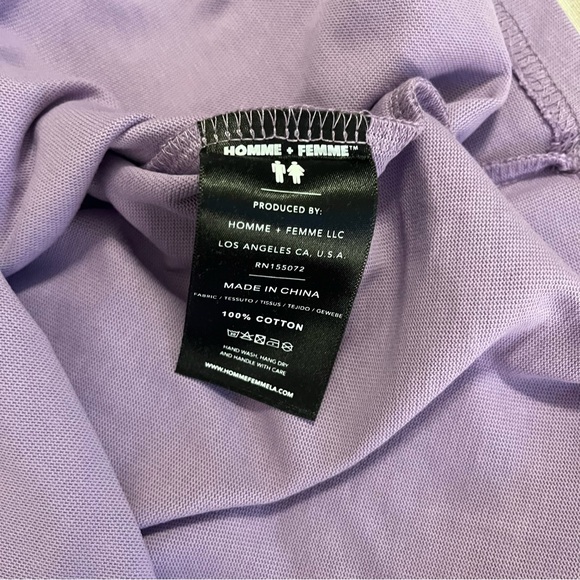 HOMME + FEMME™
PRODUCED BY:
HOMME + FEMME LLC
LOS ANGELES CA, U.S.A.
RN155072
MADE IN CHINA
FABRIC / TESSUTO / TISSUS / TEJIDO / GEWEBE
100% COTTON
HAND WASH, HANG DRY
AND HANDLE WITH CARE
WWW.HOMMEFEMMELA.COM